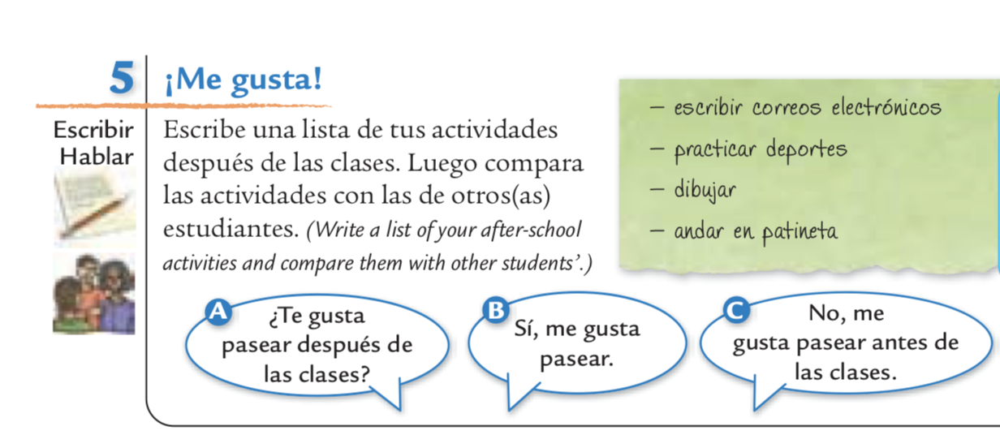 5
¡Me gusta!
Escribir
Hablar
Escribe una lista de tus actividades
después de las clases. Luego compara
las actividades con las de otros(as)
estudiantes. (Write a list of your after-school
activities and compare them with other students'.)
– escribir correos electrónicos
– practicar deportes
– dibujar
– andar en patineta
A
¿Te gusta
pasear después de
las clases?
B
Sí, me gusta
pasear.
C
No, me
gusta pasear antes de
las clases.